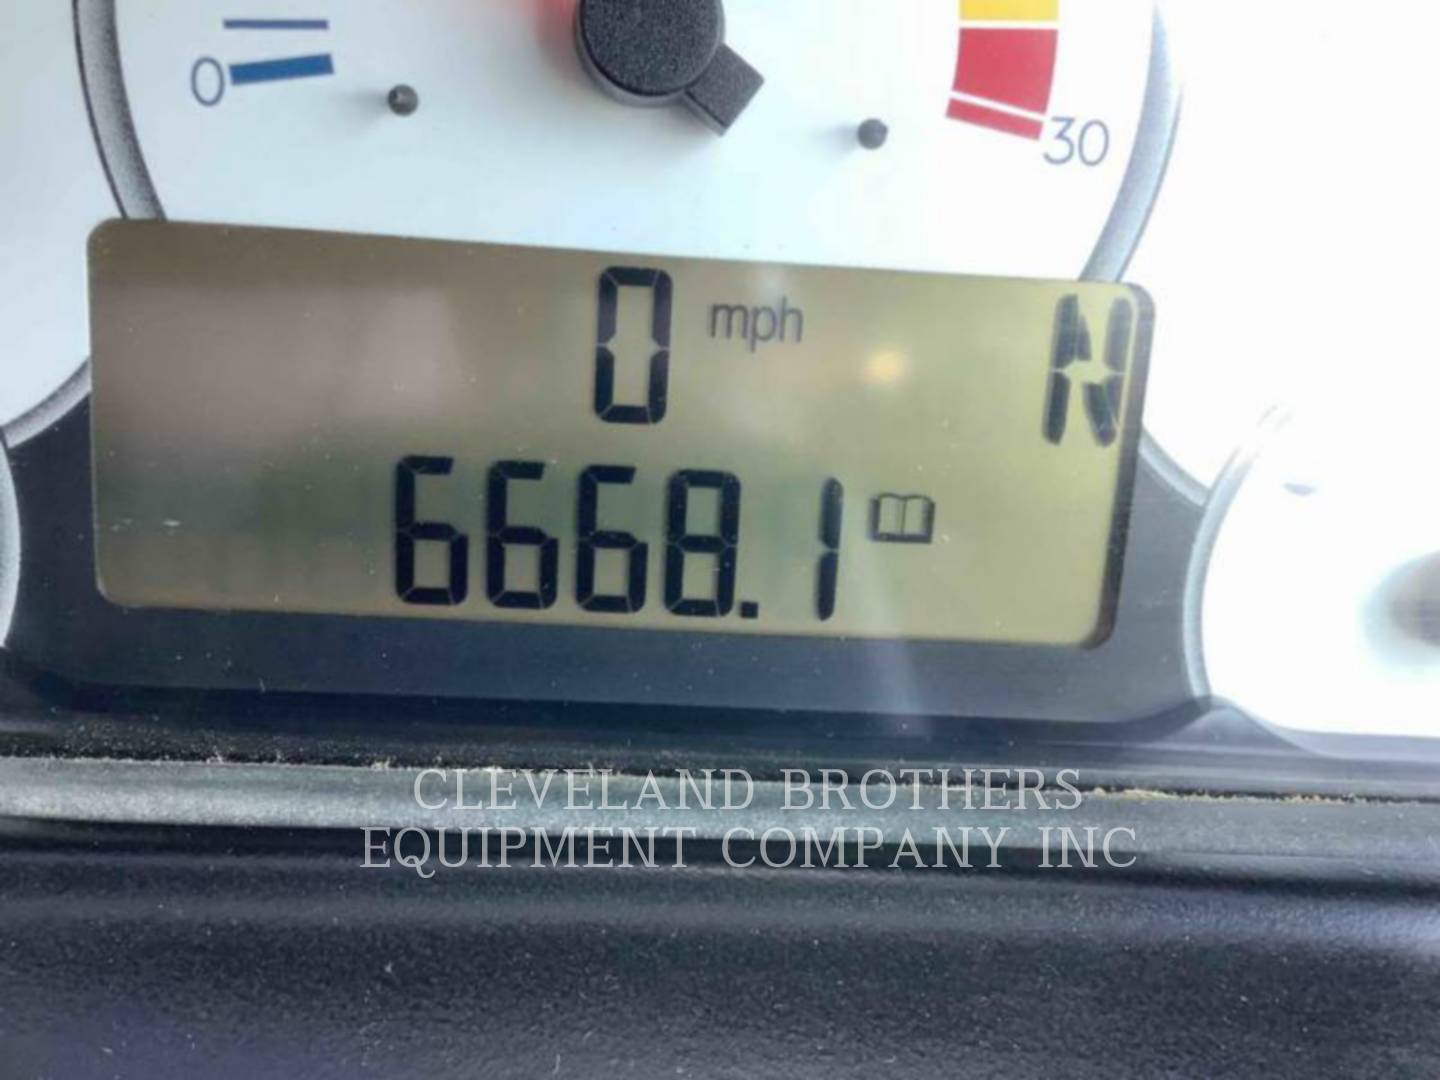 0
30
0 mph N
6668.1
CLEVELAND BROTHERS
EQUIPMENT COMPANY INC